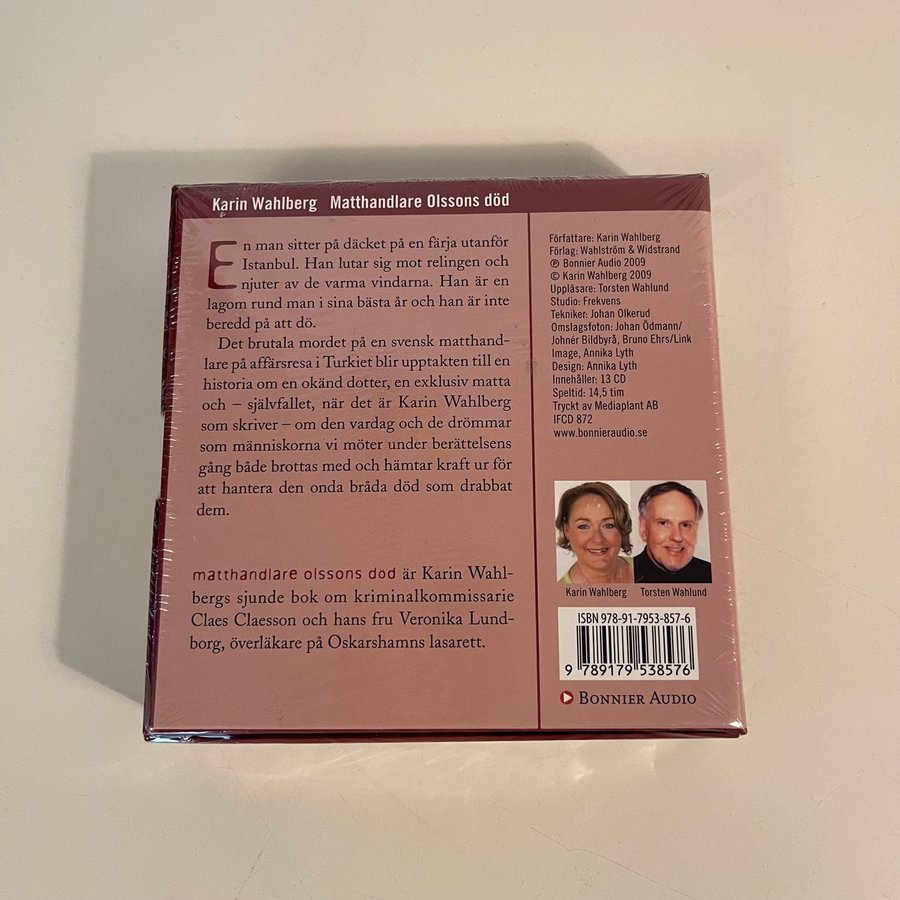 Karin Wahlberg Matthandlare Olssons död
En man sitter på däcket på en färja utanför
Istanbul. Han lutar sig mot relingen och
njuter av de varma vindarna. Han är en
lagom rund man i sina bästa år och han är inte
beredd på att dö.
Det brutala mordet på en svensk matthand-
lare på affärsresa i Turkiet blir upptakten till en
historia om en okänd dotter, en exklusiv matta
och – självfallet, när det är Karin Wahlberg
som skriver – om den vardag och de drömmar
som människorna vi möter under berättelsens
gång både brottas med och hämtar kraft ur för
att hantera den onda bråda död som drabbat
dem.
matthandlare olssons död är Karin Wahl-
bergs sjunde bok om kriminalkommissarie
Claes Claesson och hans fru Veronika Lund-
borg, överläkare på Oskarshamns lasarett.
Författare: Karin Wahlberg
Förlag: Wahlström & Widstrand
℗ Bonnier Audio 2009
© Karin Wahlberg 2009
Uppläsare: Torsten Wahlund
Studio: Frekvens
Tekniker: Johan Olkerud
Omslagsfoton: Johan Ödmann/
Johnér Bildbyrå, Bruno Ehrs/Link
Image, Annika Lyth
Design: Annika Lyth
Innehåller: 13 CD
Speltid: 14,5 tim
Tryckt av Mediaplant AB
IFCD 872
www.bonnieraudio.se
Karin Wahlberg Torsten Wahlund
ISBN 978-91-7953-857-6
9 789179 538576
Bonnier Audio